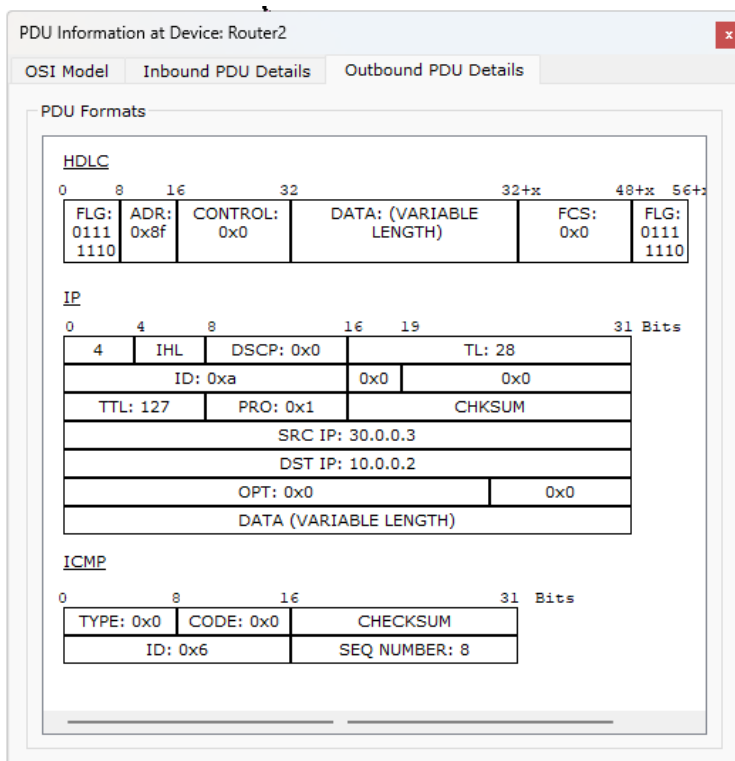 PDU Information at Device: Router2
x
OSI Model Inbound PDU Details Outbound PDU Details
PDU Formats
HDLC
0 8 16 32 32+x 48+x 56+
FLG: ADR: CONTROL: DATA: (VARIABLE FCS: FLG:
0111 0x8f 0x0 LENGTH) 0x0 0111
1110 1110
IP
0 4 8 16 19 31 Bits
4 IHL DSCP: 0x0 TL: 28
ID: 0xa 0x0 0x0
TTL: 127 PRO: 0x1 CHKSUM
SRC IP: 30.0.0.3
DST IP: 10.0.0.2
OPT: 0x0 0x0
DATA (VARIABLE LENGTH)
ICMP
0 8 16 31 Bits
TYPE: 0x0 CODE: 0x0 CHECKSUM
ID: 0x6 SEQ NUMBER: 8